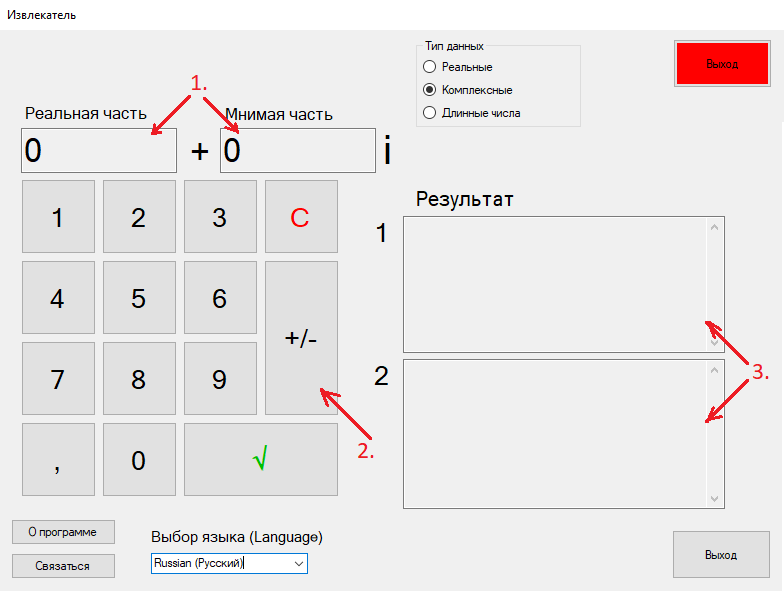 Извлекатель
Тип данных
Реальные
Комплексные
Длинные числа
Выход
1.
Реальная часть
Мнимая часть
0 + 0 i
1 2 3 C
4 5 6
+/-
7 8 9
, 0 √
Результат
1
2
2.
3.
О программе
Связаться
Выбор языка (Language)
Russian (Русский)
Выход